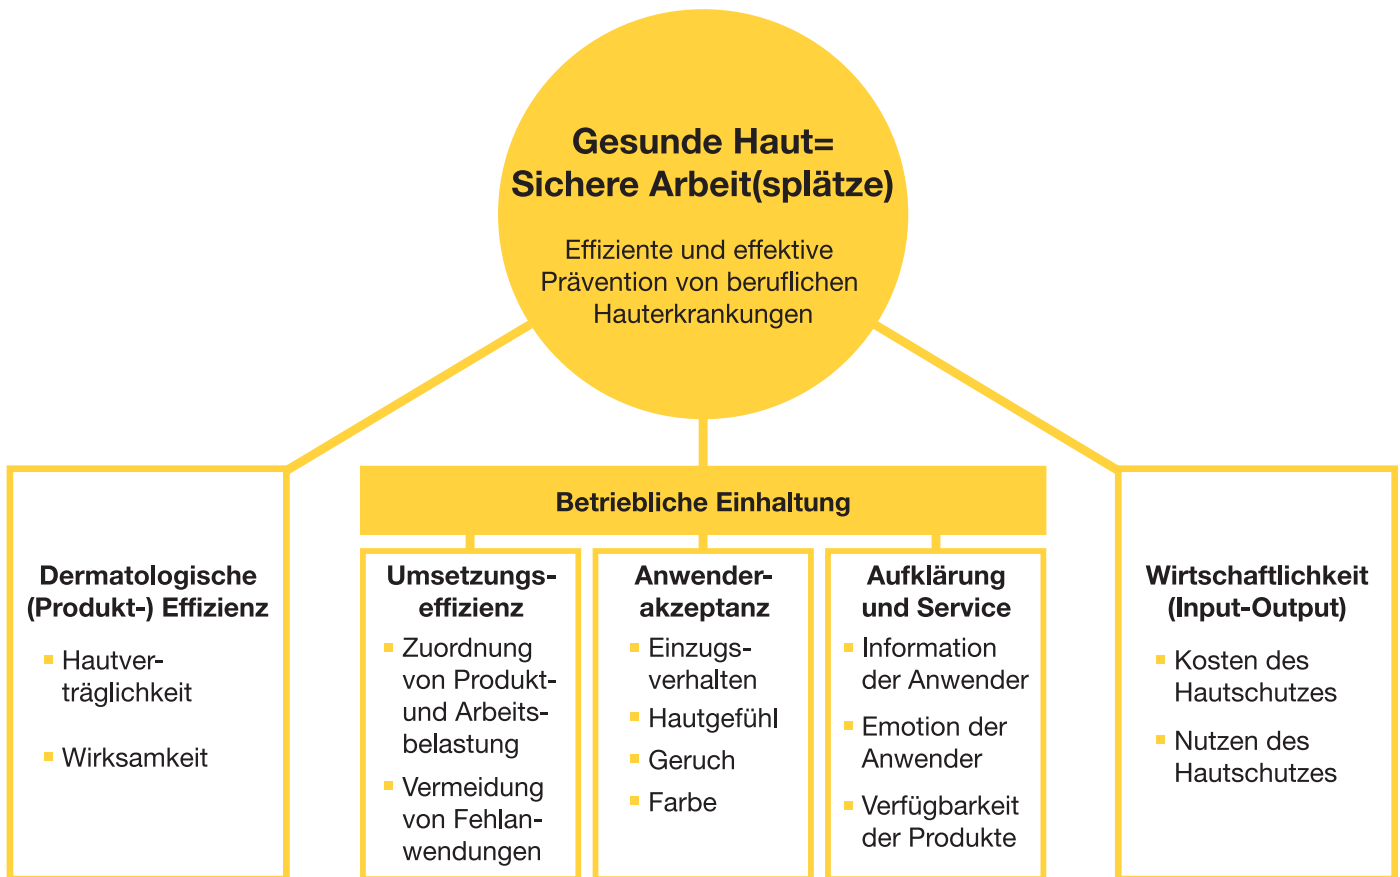 Gesunde Haut=
Sichere Arbeit(splätze)
Effiziente und effektive
Prävention von beruflichen
Hauterkrankungen
Dermatologische
(Produkt-) Effizienz
Hautver-
träglichkeit
Wirksamkeit
Betriebliche Einhaltung
Umsetzungs-
effizienz
Zuordnung
von Produkt-
und Arbeits-
belastung
Vermeidung
von Fehlan-
wendungen
Anwender-
akzeptanz
Einzugs-
verhalten
Hautgefühl
Geruch
Farbe
Aufklärung
und Service
Information
der Anwender
Emotion der
Anwender
Verfügbarkeit
der Produkte
Wirtschaftlichkeit
(Input-Output)
Kosten des
Hautschutzes
Nutzen des
Hautschutzes